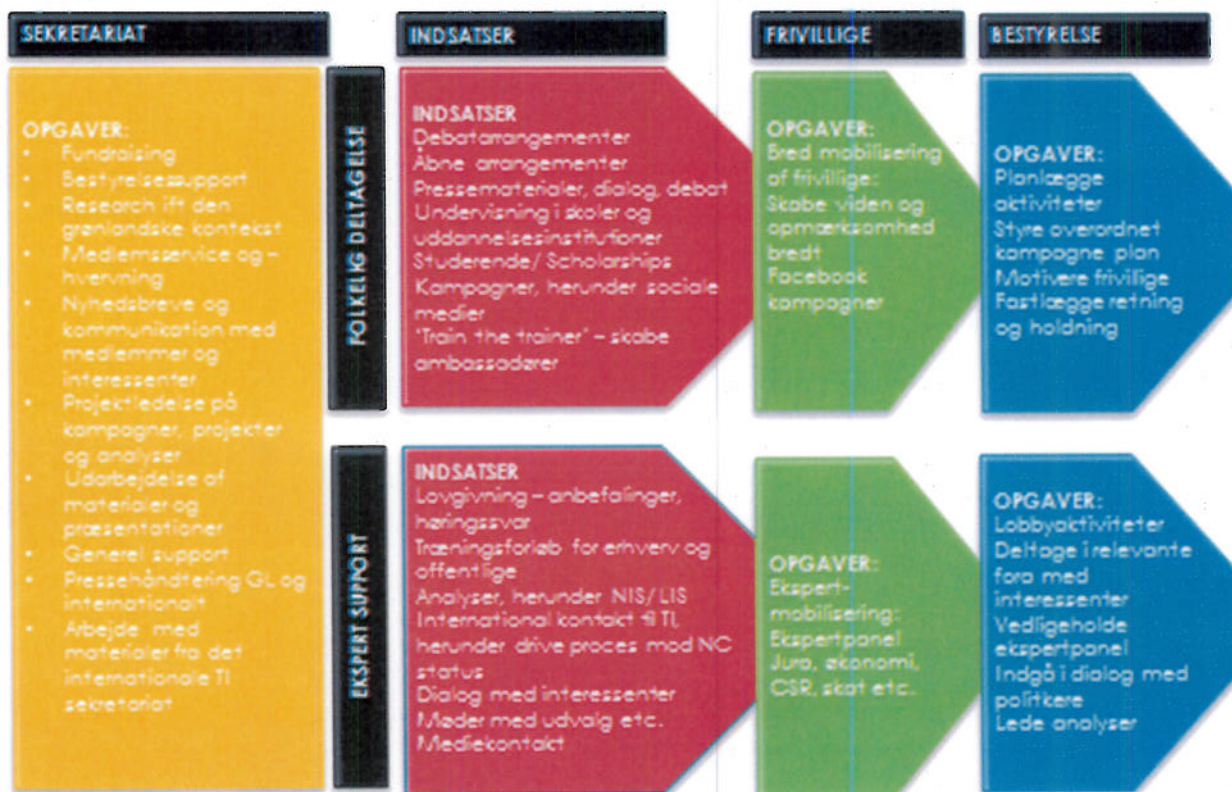 SEKRETARIAT
INDSATSER
FRIVILLIGE
BESTYRELSE
OPGAVER:
• Fundraising
• Bestyrelsessupport
• Research ift den
grønlandske kontekst
• Medlemsservice og –
hvervning
• Nyhedsbreve og
kommunikation med
medlemmer og
interessenter
• Projektledelse på
kampagner, projekter
og analyser
• Udarbejdelse af
materialer og
præsentationer
• Generel support
• Pressehåndtering GL og
internationalt
• Arbejde med
materialer fra det
internationale TI
sekretariat
FOLKELIG DELTAGELSE
INDSATSER
Debatarrangementer
Åbne arrangementer
Pressematerialer, dialog, debat
Undervisning i skoler og
uddannelsesinstitutioner
Studerende/ Scholarships
Kampagner, herunder sociale
medier
'Train the trainer' – skabe
ambassadører
OPGAVER:
Bred mobilisering
af frivillige:
Skabe viden og
opmærksomhed
bredt
Facebook
kampagner
OPGAVER:
Planlægge
aktiviteter
Styre overordnet
kampagne plan
Motivere frivillige
Fastlægge retning
og holdning
EKSPERT SUPPORT
INDSATSER
Lovgivning – anbefalinger,
høringssvar
Træningsforløb for erhverv og
offentlige
Analyser, herunder NIS/ LIS
International kontakt til TI,
herunder drive proces mod NC
status
Dialog med interessenter
Møder med udvalg etc.
Mediekontakt
OPGAVER:
Ekspert-
mobilisering:
Ekspertpanel
Jura, økonomi,
CSR, skat etc.
OPGAVER:
Lobbyaktiviteter
Deltage i relevante
fora med
interessenter
Vedligeholde
ekspertpanel
Indgå i dialog med
politkere
Lede analyser